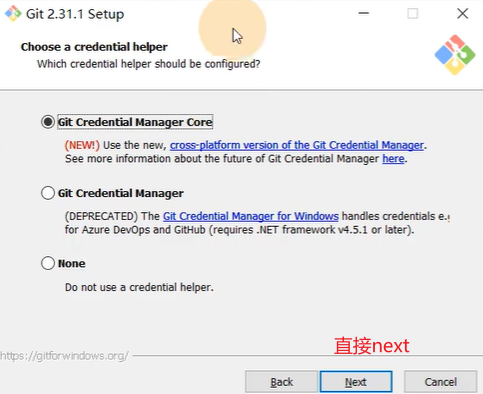 Git 2.31.1 Setup
Choose a credential helper
Which credential helper should be configured?
Git Credential Manager Core
(NEW!) Use the new, cross-platform version of the Git Credential Manager.
See more information about the future of Git Credential Manager here.
Git Credential Manager
(DEPRECATED) The Git Credential Manager for Windows handles credentials e.g
for Azure DevOps and GitHub (requires .NET framework v4.5.1 or later).
None
Do not use a credential helper.
直接next
https://gitforwindows.org/
Back Next Cancel